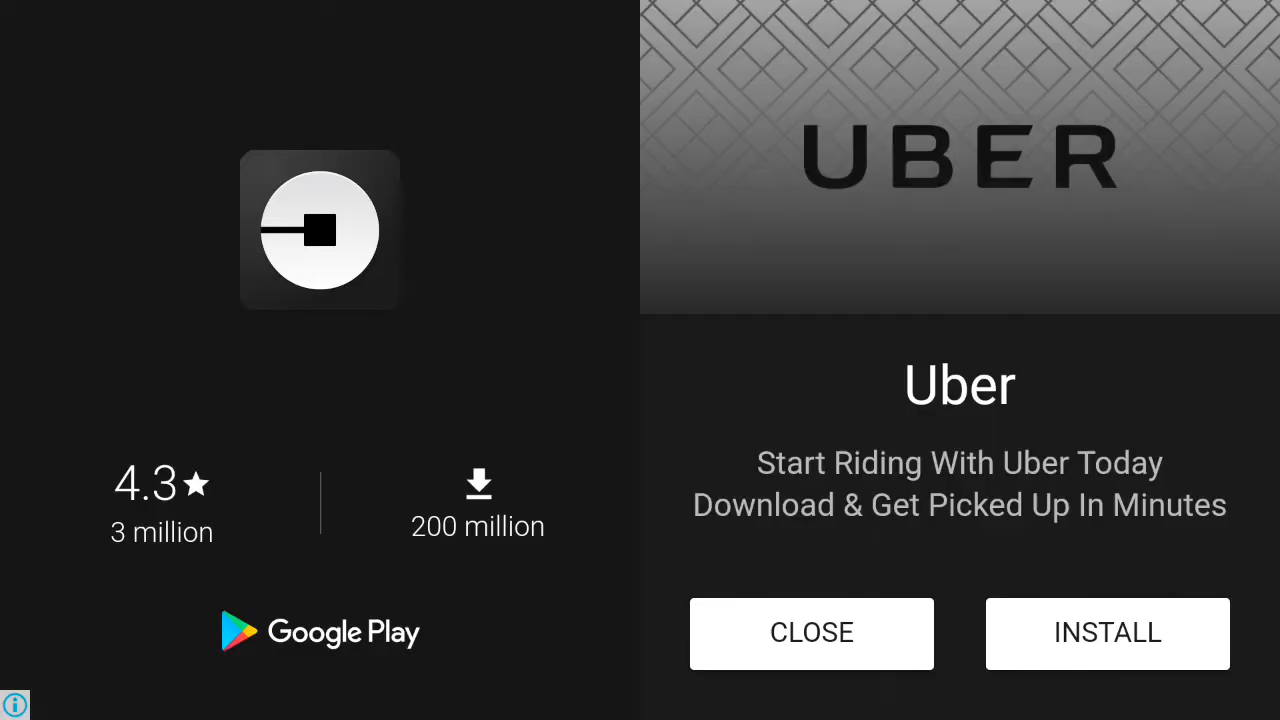 4.3
3 million
200 million
Google Play
UBER
Uber
Start Riding With Uber Today
Download & Get Picked Up In Minutes
CLOSE
INSTALL